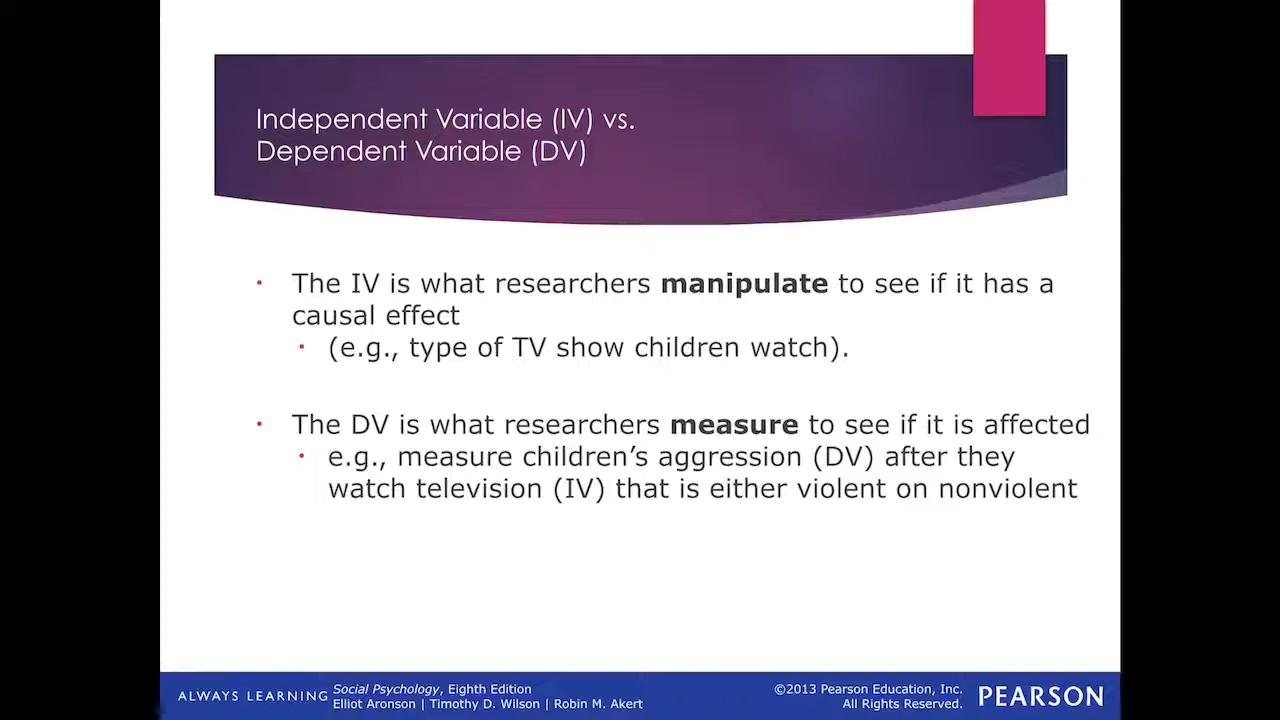 Independent Variable (IV) vs.
Dependent Variable (DV)
• The IV is what researchers manipulate to see if it has a
causal effect
• (e.g., type of TV show children watch).
• The DV is what researchers measure to see if it is affected
• e.g., measure children’s aggression (DV) after they
watch television (IV) that is either violent on nonviolent
ALWAYS LEARNING
Social Psychology, Eighth Edition
Elliot Aronson | Timothy D. Wilson | Robin M. Akert
©2013 Pearson Education, Inc.
All Rights Reserved.
PEARSON